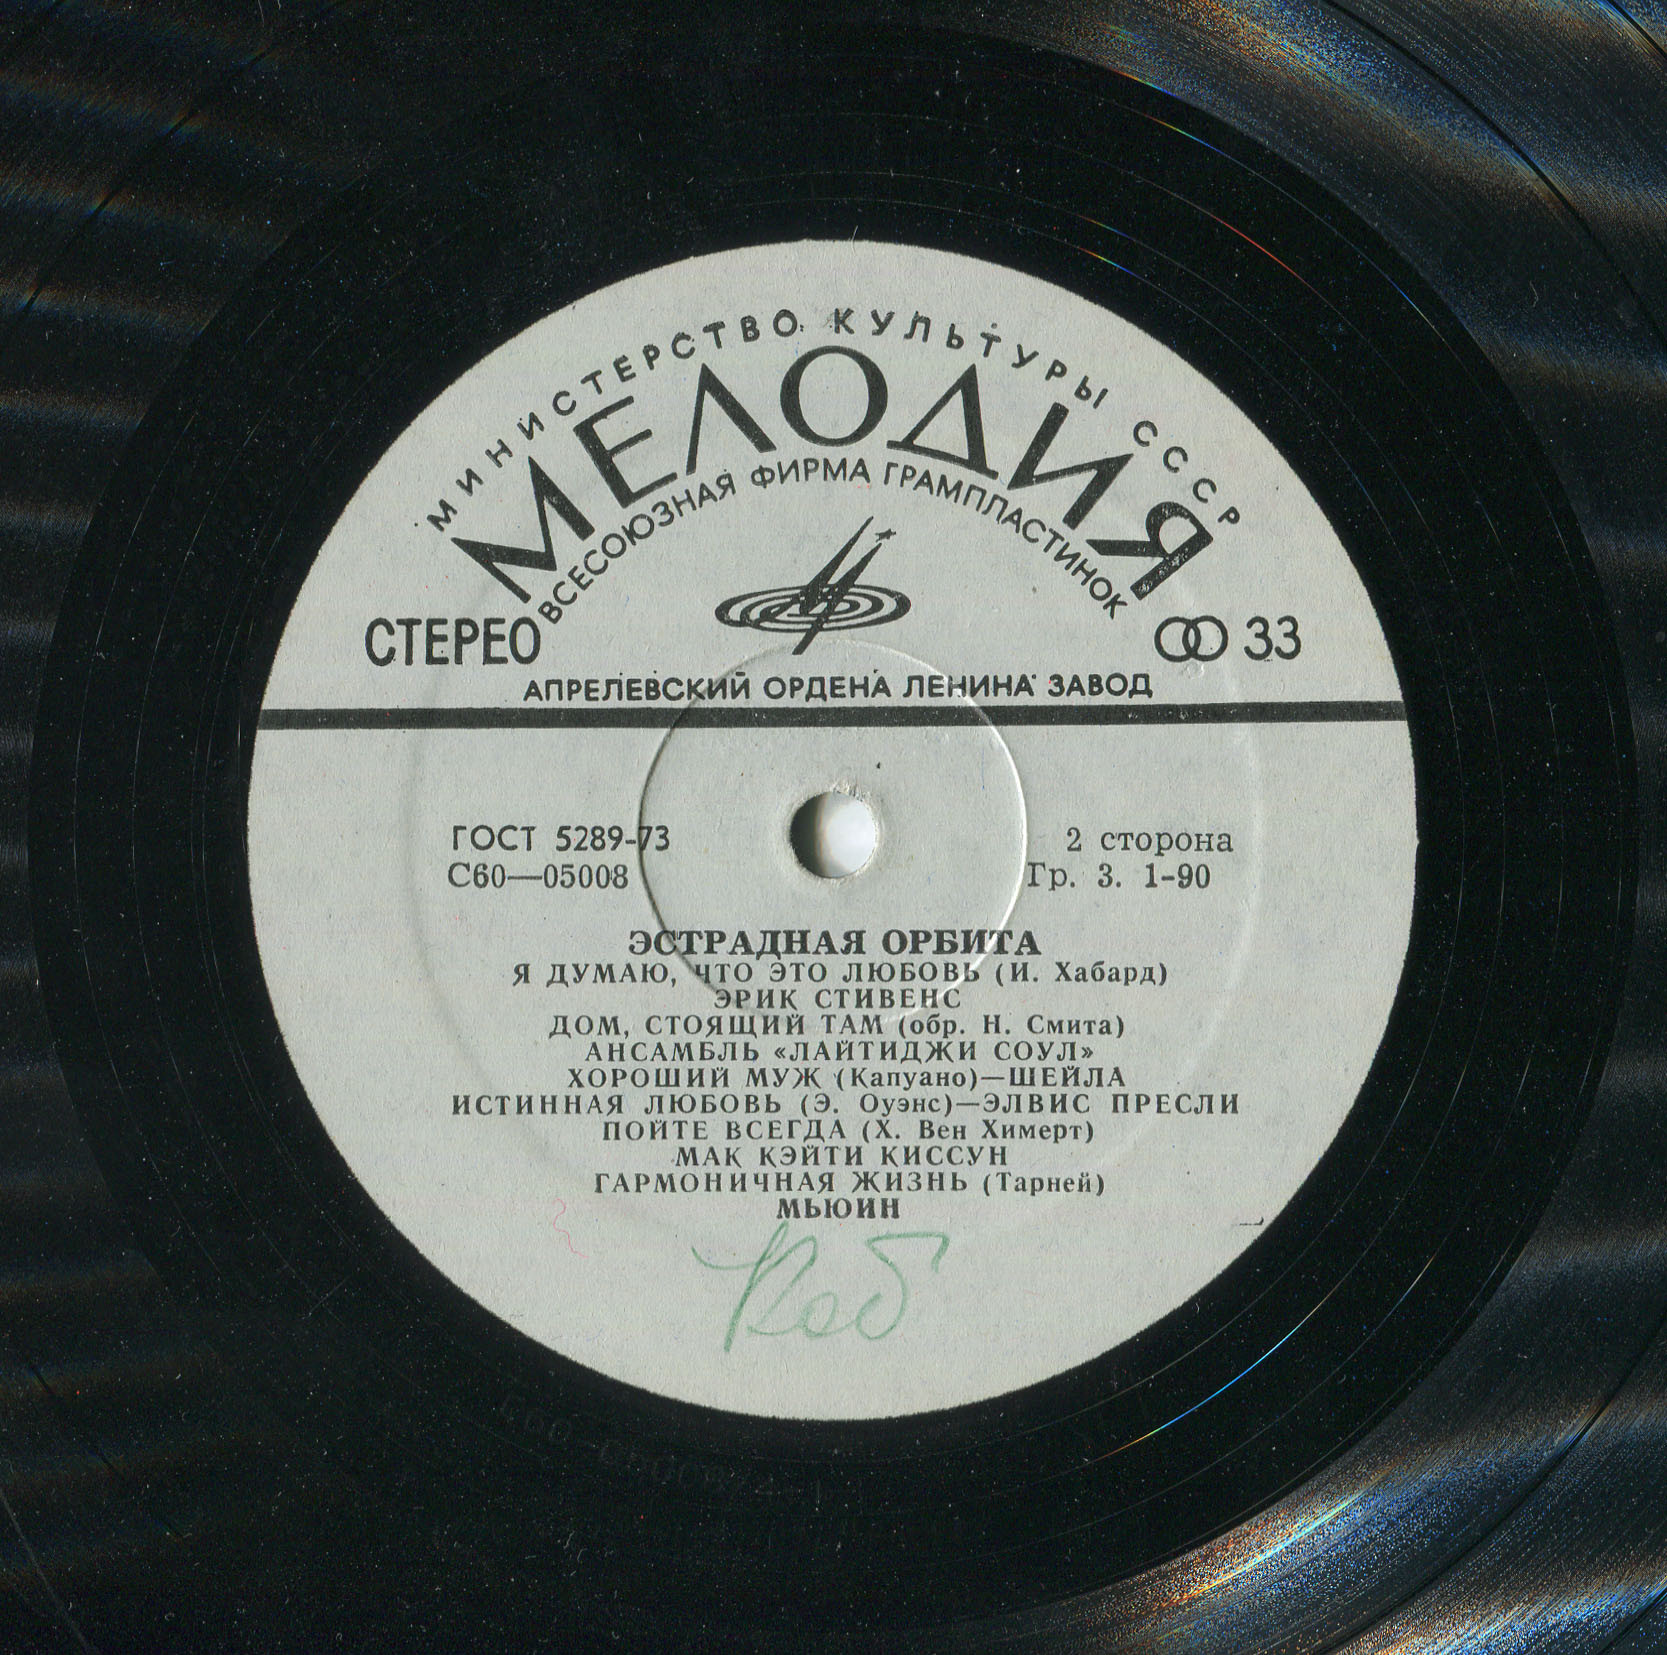 МИНИСТЕРСТВО КУЛЬТУРЫ СССР
МЕЛОДИЯ
ВСЕСОЮЗНАЯ ФИРМА ГРАМПЛАСТИНОК
СТЕРЕО 33
АПРЕЛЕВСКИЙ ОРДЕНА ЛЕНИНА ЗАВОД
ГОСТ 5289-73 2 сторона
С60—05008 Гр. 3. 1-90
ЭСТРАДНАЯ ОРБИТА
Я ДУМАЮ, ЧТО ЭТО ЛЮБОВЬ (И. Хабард)
ЭРИК СТИВЕНС
ДОМ, СТОЯЩИЙ ТАМ (обр. Н. Смита)
АНСАМБЛЬ «ЛАЙТИДЖИ СОУЛ»
ХОРОШИЙ МУЖ (Капуано)—ШЕЙЛА
ИСТИННАЯ ЛЮБОВЬ (Э. Оуэнс)—ЭЛВИС ПРЕСЛИ
ПОЙТЕ ВСЕГДА (Х. Вен Химерт)
МАК КЭЙТИ КИССУН
ГАРМОНИЧНАЯ ЖИЗНЬ (Тарней)
МЬЮИН